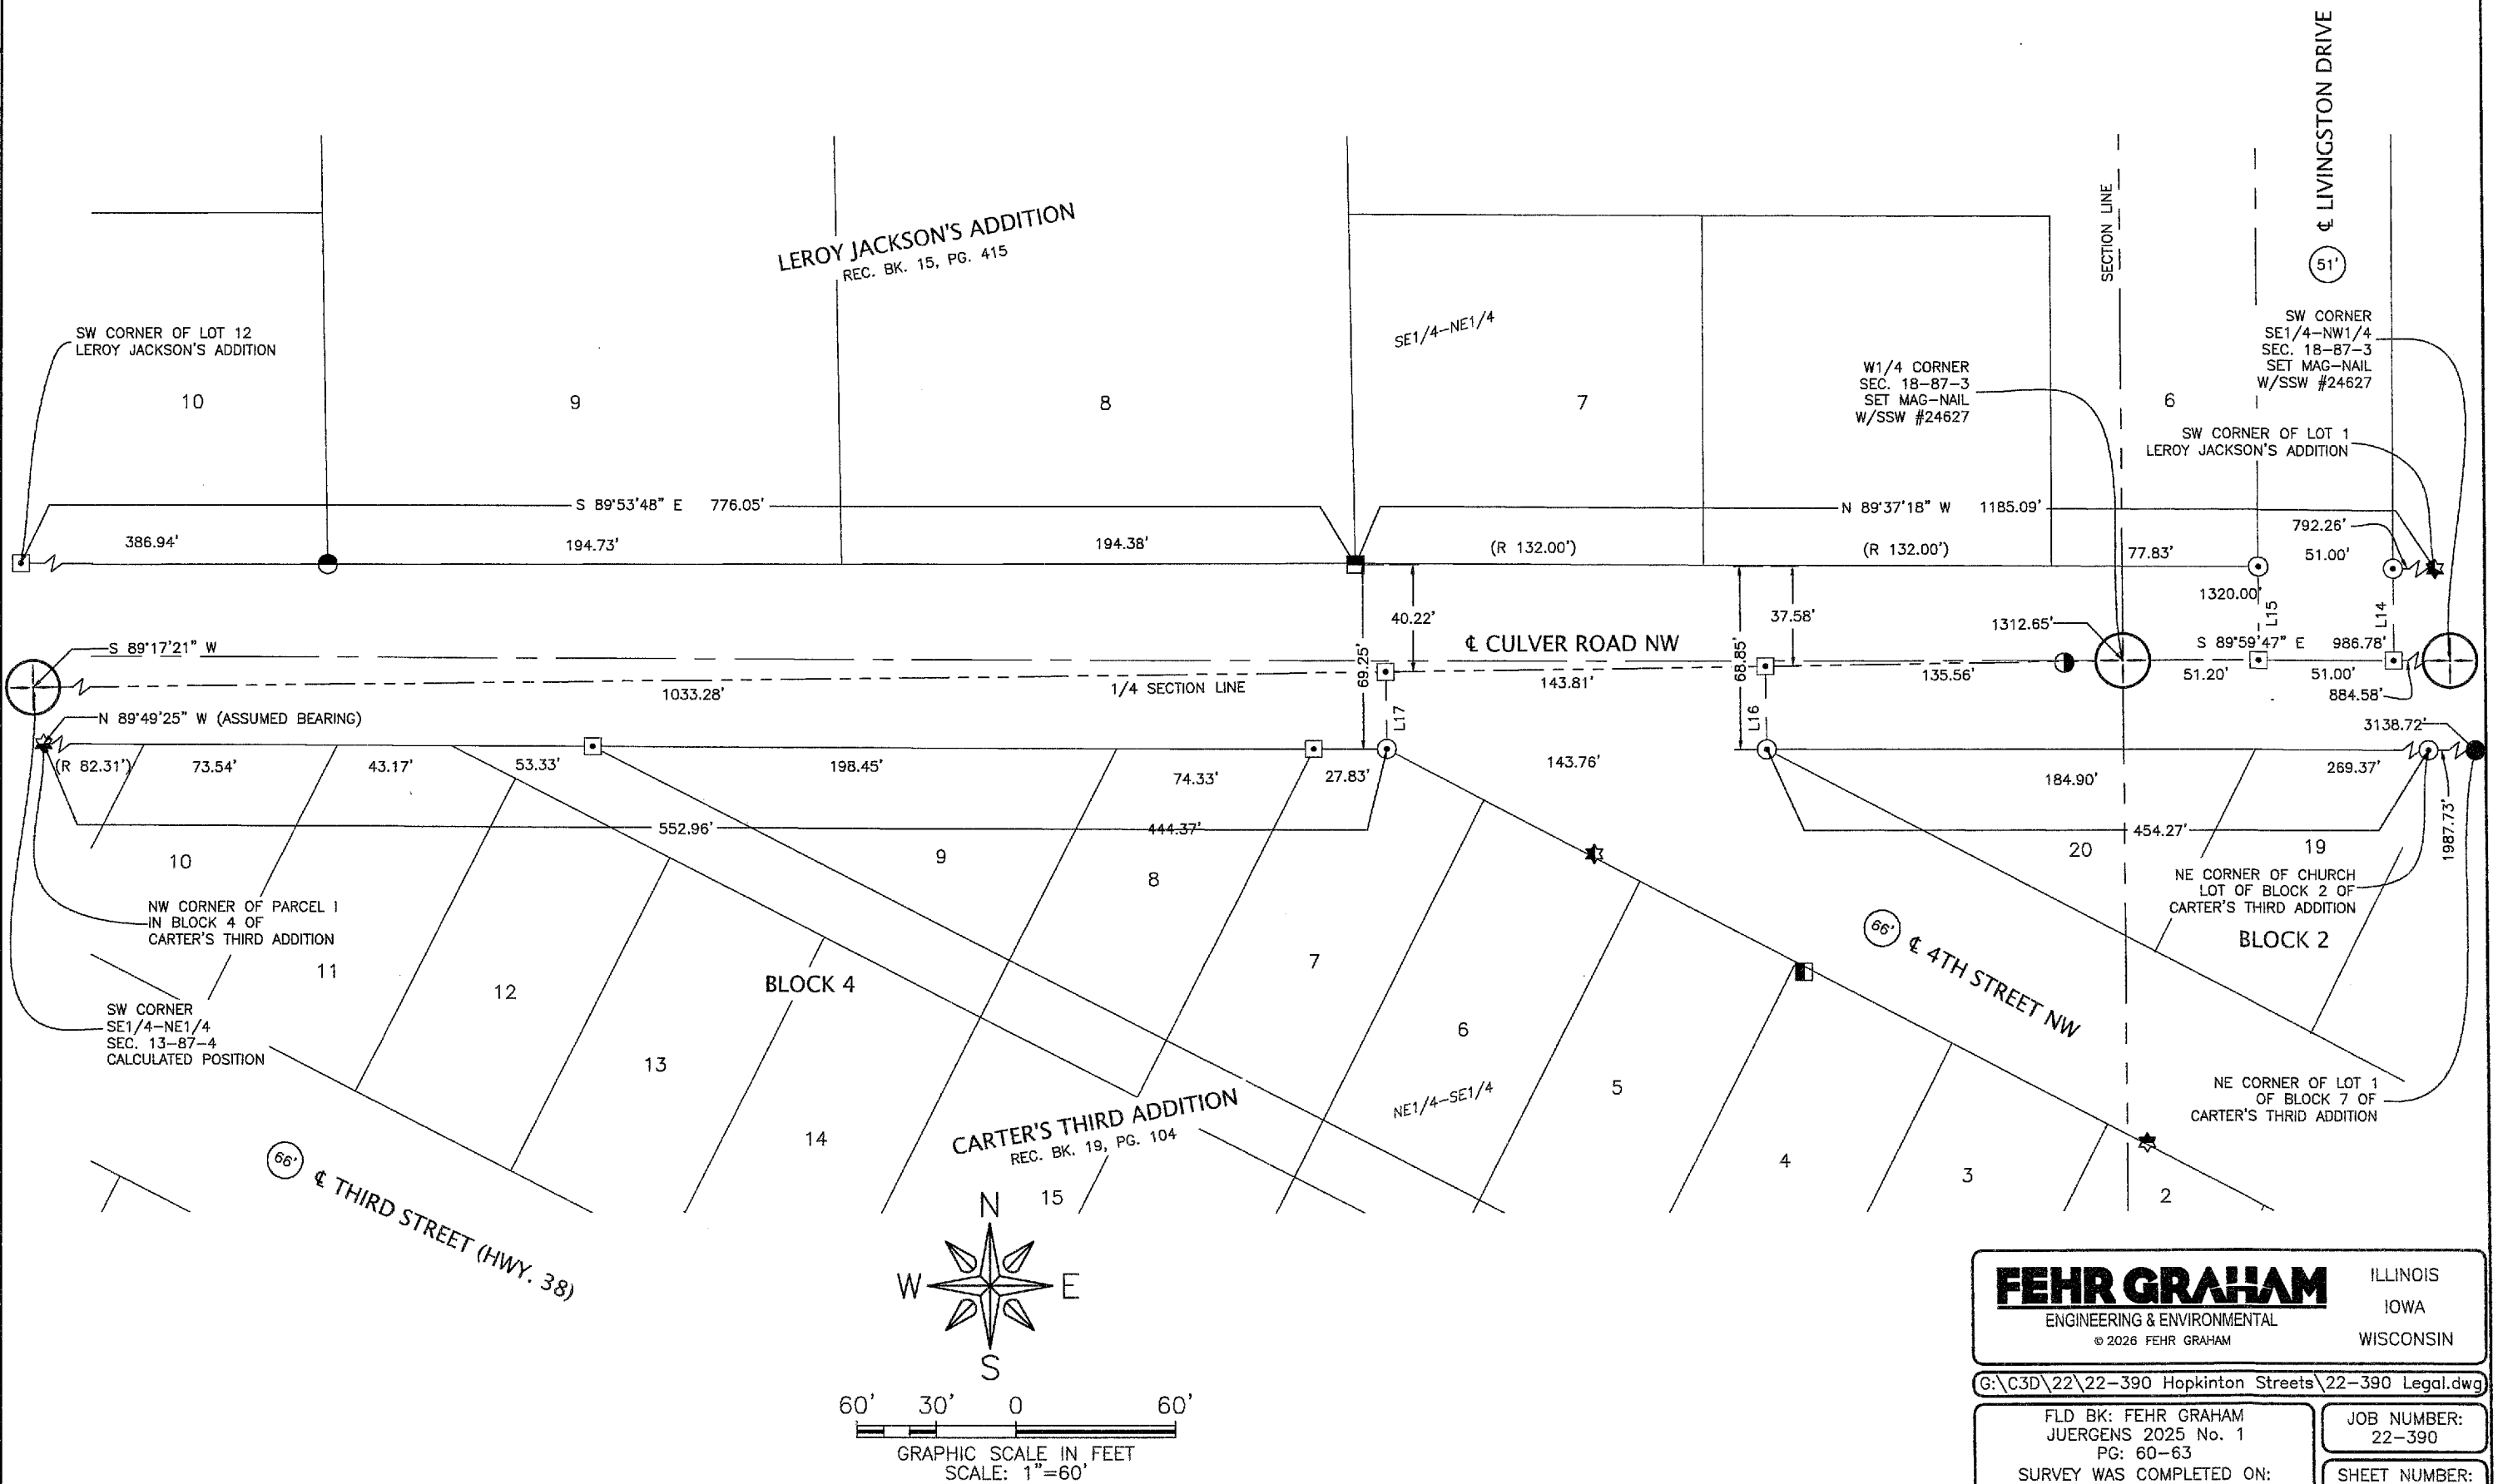 ℄ LIVINGSTON DRIVE
51'
SECTION LINE
LEROY JACKSON'S ADDITION
REC. BK. 15, PG. 415
SE1/4-NE1/4
SW CORNER OF LOT 12
LEROY JACKSON'S ADDITION
SW CORNER
SE1/4-NW1/4
SEC. 18-87-3
SET MAG-NAIL
W/SSW #24627
W1/4 CORNER
SEC. 18-87-3
SET MAG-NAIL
W/SSW #24627
10
9
8
7
6
SW CORNER OF LOT 1
LEROY JACKSON'S ADDITION
S 89°53'48" E 776.05'
N 89°37'18" W 1185.09'
386.94'
194.73'
194.38'
(R 132.00')
(R 132.00')
77.83'
792.26'
51.00'
1320.00'
L15
L14
40.22'
37.58'
1312.65'
69.25'
68.85'
℄ CULVER ROAD NW
S 89°59'47" E 986.78'
S 89°17'21" W
1033.28'
1/4 SECTION LINE
143.81'
135.56'
51.20'
51.00'
884.58'
N 89°49'25" W (ASSUMED BEARING)
L17
L16
3138.72'
(R 82.31')
73.54'
43.17'
53.33'
198.45'
74.33'
27.83'
143.76'
184.90'
269.37'
552.96'
444.37'
454.27'
1987.73'
10
9
8
20
19
NW CORNER OF PARCEL 1
IN BLOCK 4 OF
CARTER'S THIRD ADDITION
NE CORNER OF CHURCH
LOT OF BLOCK 2 OF
CARTER'S THIRD ADDITION
BLOCK 2
66'
℄ 4TH STREET NW
11
12
BLOCK 4
7
6
SW CORNER
SE1/4-NE1/4
SEC. 13-87-4
CALCULATED POSITION
13
14
15
5
4
3
2
NE1/4-SE1/4
CARTER'S THIRD ADDITION
REC. BK. 19, PG. 104
NE CORNER OF LOT 1
OF BLOCK 7 OF
CARTER'S THRID ADDITION
66'
℄ THIRD STREET (HWY. 38)
N
W E
S
60' 30' 0 60'
GRAPHIC SCALE IN FEET
SCALE: 1"=60'
FEHR GRAHAM
ENGINEERING & ENVIRONMENTAL
© 2026 FEHR GRAHAM
ILLINOIS
IOWA
WISCONSIN
G:\C3D\22\22-390 Hopkinton Streets\22-390 Legal.dwg
FLD BK: FEHR GRAHAM
JUERGENS 2025 No. 1
PG: 60-63
SURVEY WAS COMPLETED ON:
JOB NUMBER:
22-390
SHEET NUMBER: